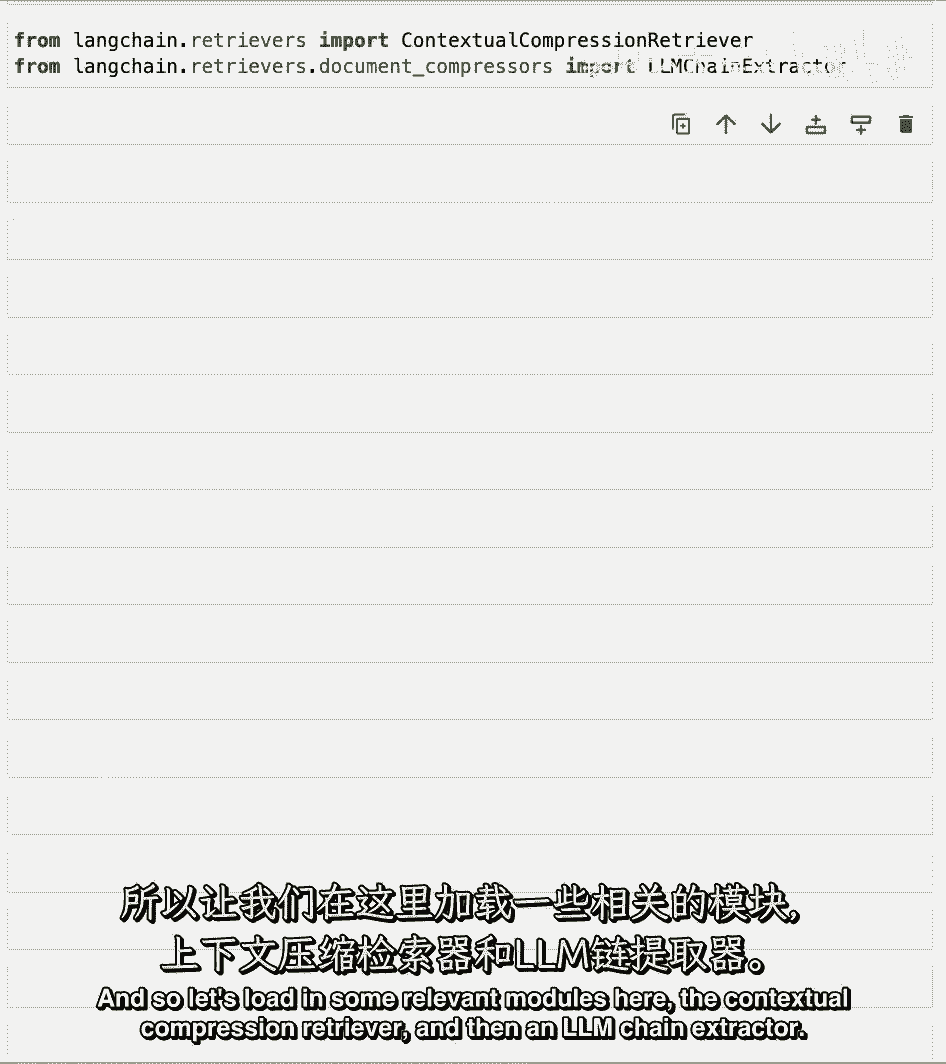 from langchain.retrievers import ContextualCompressionRetriever
from langchain.retrievers.document_compressors import LLMChainExtractor
所以让我们在这里加载一些相关的模块,
上下文压缩检索器和LLM链提取器。
And so let's load in some relevant modules here, the contextual
compression retriever, and then an LLM chain extractor.